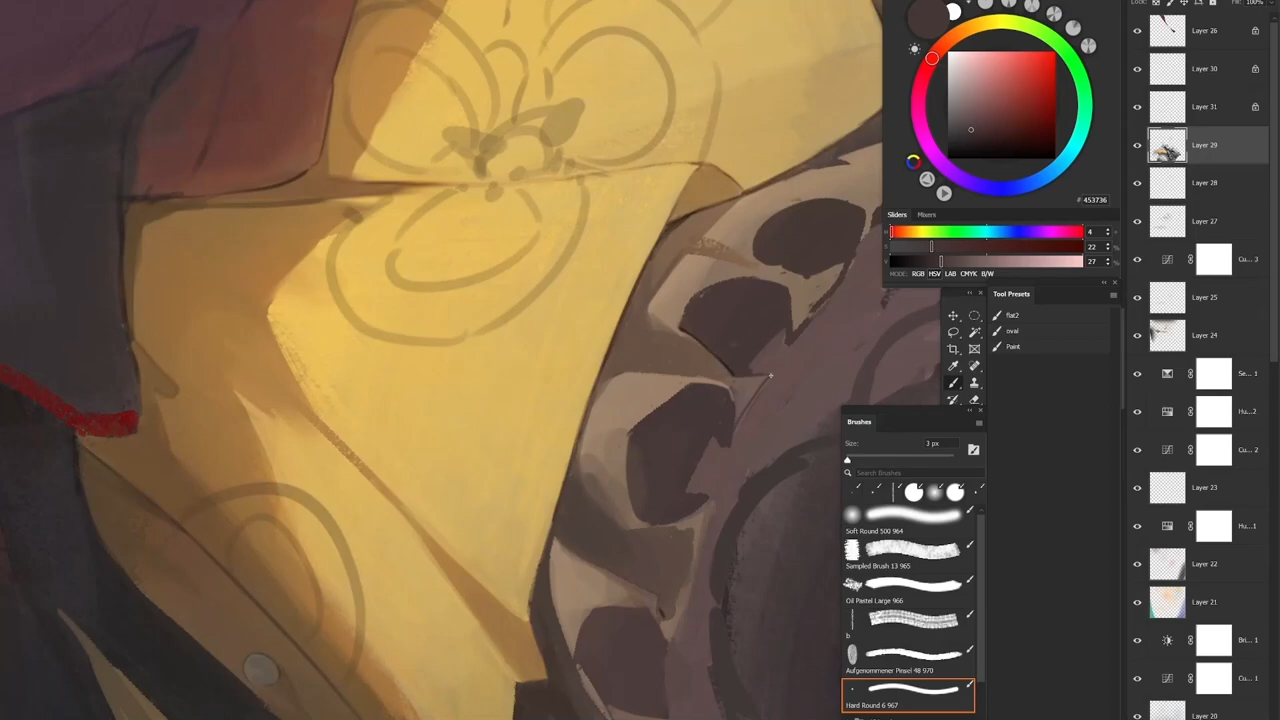 Lock:
Fill: 100%
Layer 26
Layer 30
Layer 31
Layer 29
Layer 28
Layer 27
Cu... 3
Layer 25
Layer 24
Se... 1
Hu...2
Cu... 2
Layer 23
Hu...1
Layer 22
Layer 21
Bri... 1
Cu... 1
Layer 20
# 453736
Sliders Mixers
H 4 °
S 22 %
V 27 %
MODE: RGB HSV LAB CMYK B/W
Tool Presets
flat2
oval
Paint
Brushes
Size: 3 px
Search Brushes
Soft Round 500 964
Sampled Brush 13 965
Oil Pastel Large 966
b
Aufgenommener Pinsel 48 970
Hard Round 6 967